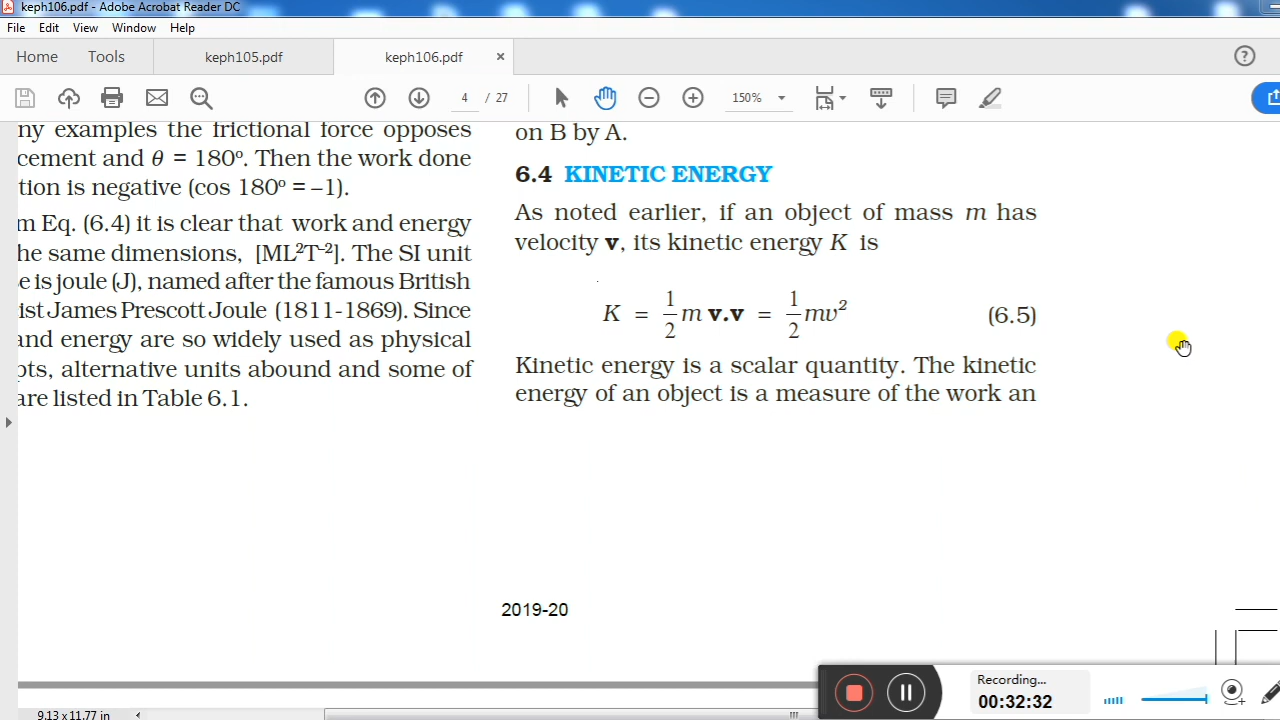 keph106.pdf - Adobe Acrobat Reader DC
File Edit View Window Help
Home Tools keph105.pdf keph106.pdf ×
?
4 / 27 150%
ny examples the frictional force opposes
cement and θ = 180º. Then the work done
tion is negative (cos 180º = –1).
m Eq. (6.4) it is clear that work and energy
he same dimensions, [ML²T⁻²]. The SI unit
e is joule (J), named after the famous British
ist James Prescott Joule (1811-1869). Since
and energy are so widely used as physical
pts, alternative units abound and some of
are listed in Table 6.1.
on B by A.
6.4 KINETIC ENERGY
As noted earlier, if an object of mass m has
velocity v, its kinetic energy K is
K = 1/2 m v.v = 1/2 mv² (6.5)
Kinetic energy is a scalar quantity. The kinetic
energy of an object is a measure of the work an
2019-20
Recording...
00:32:32
9.13 x 11.77 in